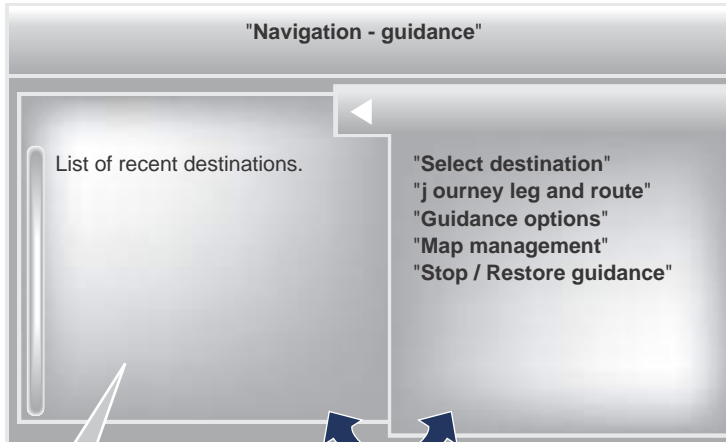 "Navigation - guidance"
List of recent destinations.
"Select destination"
"j ourney leg and route"
"Guidance options"
"Map management"
"Stop / Restore guidance"